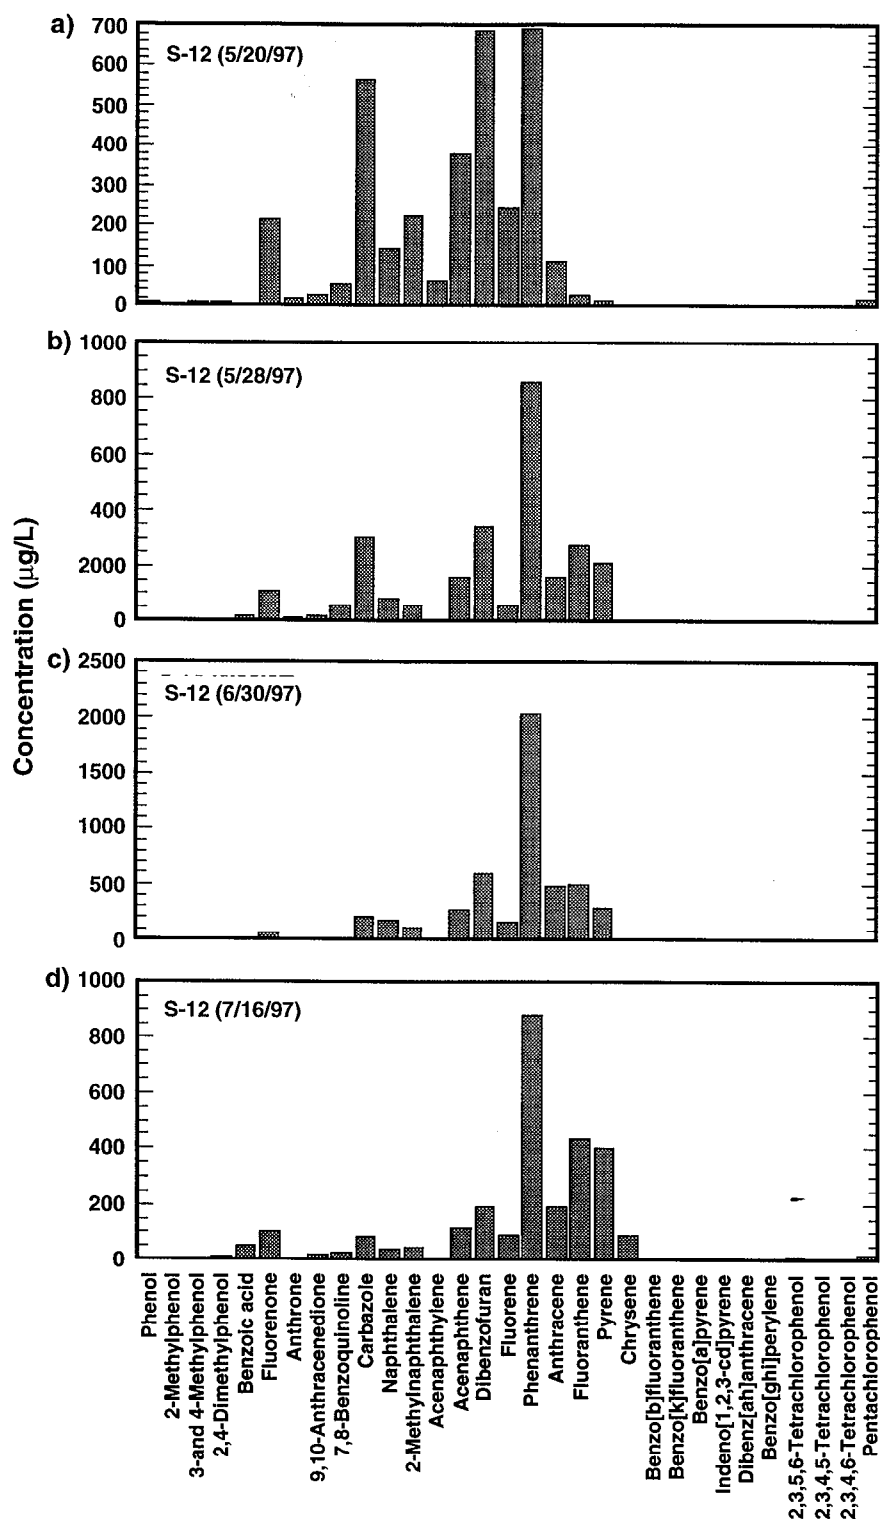 a)
700
600
500
400
300
200
100
0
S-12 (5/20/97)
b)
1000
800
600
400
2000
0
S-12 (5/28/97)
c)
2500
2000
1500
1000
500
0
S-12 (6/30/97)
d)
1000
800
600
400
200
0
S-12 (7/16/97)
Concentration (μg/L)
Phenol
2-Methylphenol
3-and 4-Methylphenol
2,4-Dimethylphenol
Benzoic acid
Fluorenone
Anthrone
9,10-Anthracenedione
7,8-Benzoquinoline
Carbazole
Naphthalene
2-Methylnaphthalene
Acenaphthylene
Acenaphthene
Dibenzofuran
Fluorene
Phenanthrene
Anthracene
Fluoranthene
Pyrene
Chrysene
Benzo[b]fluoranthene
Benzo[k]fluoranthene
Benzo[a]pyrene
Indeno[1,2,3-cd]pyrene
Dibenz[ah]anthracene
Benzo[ghi]perylene
2,3,5,6-Tetrachlorophenol
2,3,4,5-Tetrachlorophenol
2,3,4,6-Tetrachlorophenol
Pentachlorophenol